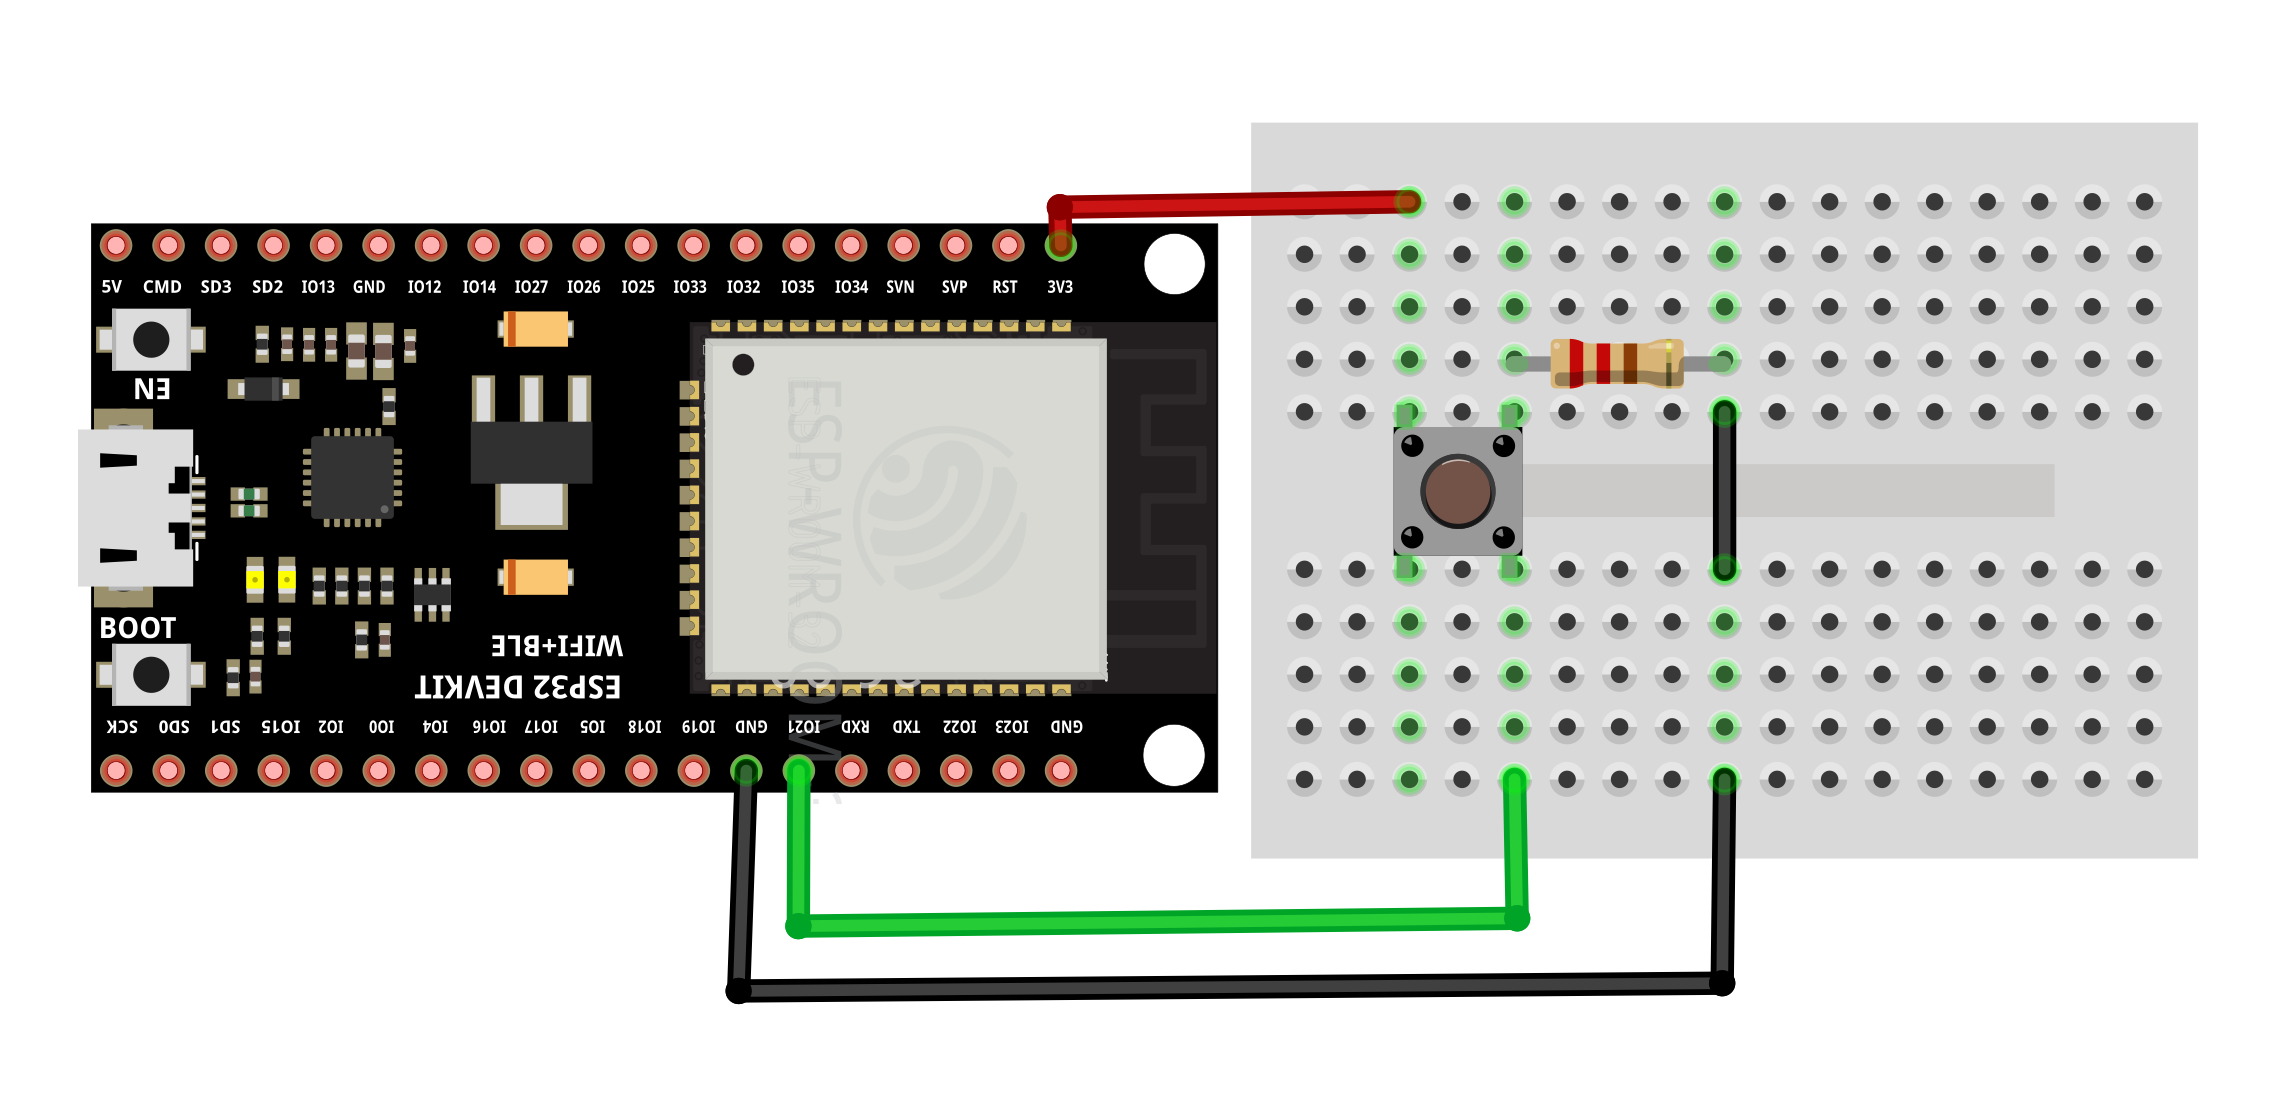 5V CMD SD3 SD2 IO13 GND IO12 IO14 IO27 IO26 IO25 IO33 IO32 IO35 IO34 SVN SVP RST 3V3
EN
ESP-WROOM-32
BOOT
WIFI+BLE
ESP32 DEVKIT
SCK SD0 SD1 IO15 IO2 IO0 IO4 IO16 IO17 IO5 IO18 IO19 GND IO21 RXD TXD IO22 IO23 GND